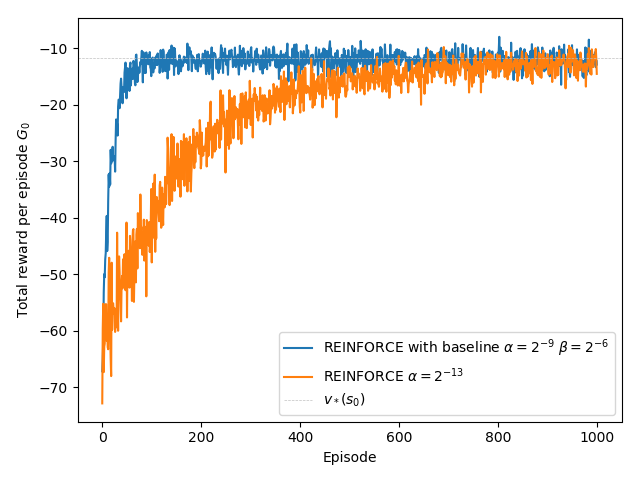 Total reward per episode G₀
−10
−20
−30
−40
−50
−60
−70
0
200
400
600
800
1000
Episode
REINFORCE with baseline α = 2⁻⁹ β = 2⁻⁶
REINFORCE α = 2⁻¹³
v*(s₀)